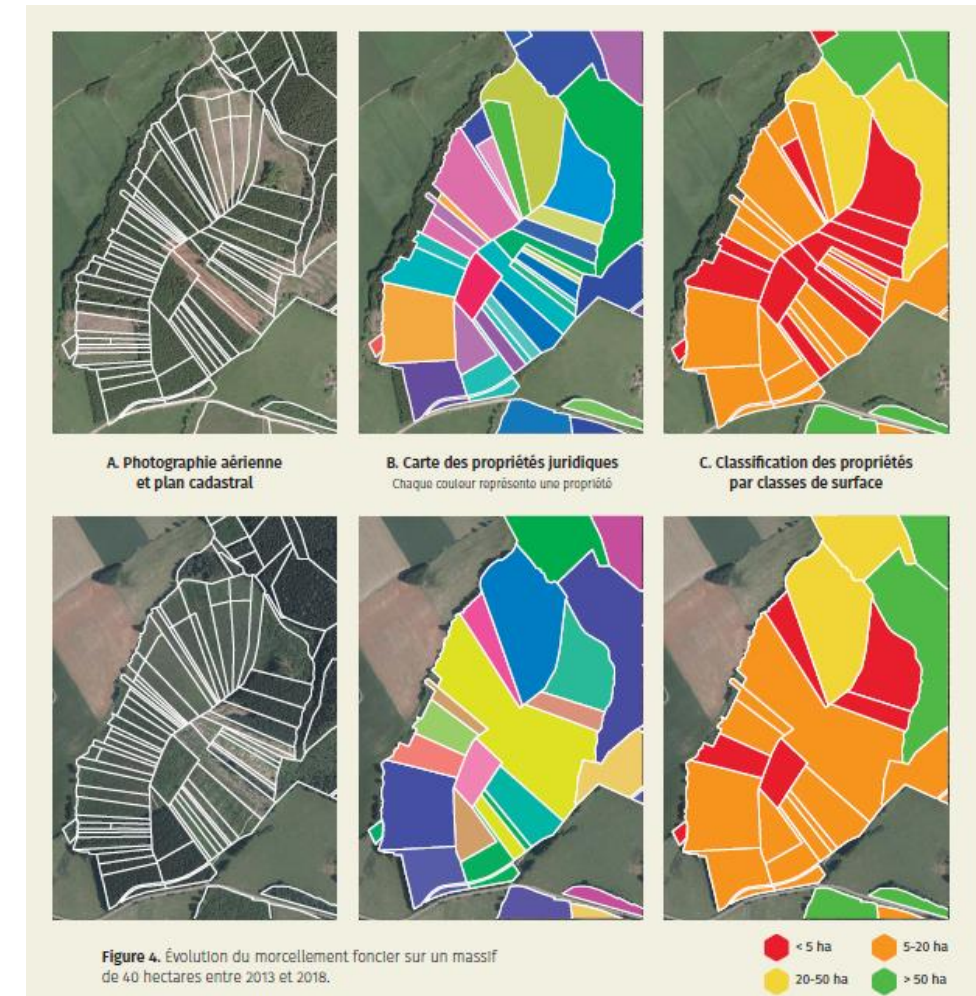 A. Photographie aérienne
et plan cadastral
B. Carte des propriétés juridiques
Chaque couleur représente une propriété
C. Classification des propriétés
par classes de surface
Figure 4. Évolution du morcellement foncier sur un massif
de 40 hectares entre 2013 et 2018.
< 5 ha
5-20 ha
20-50 ha
> 50 ha